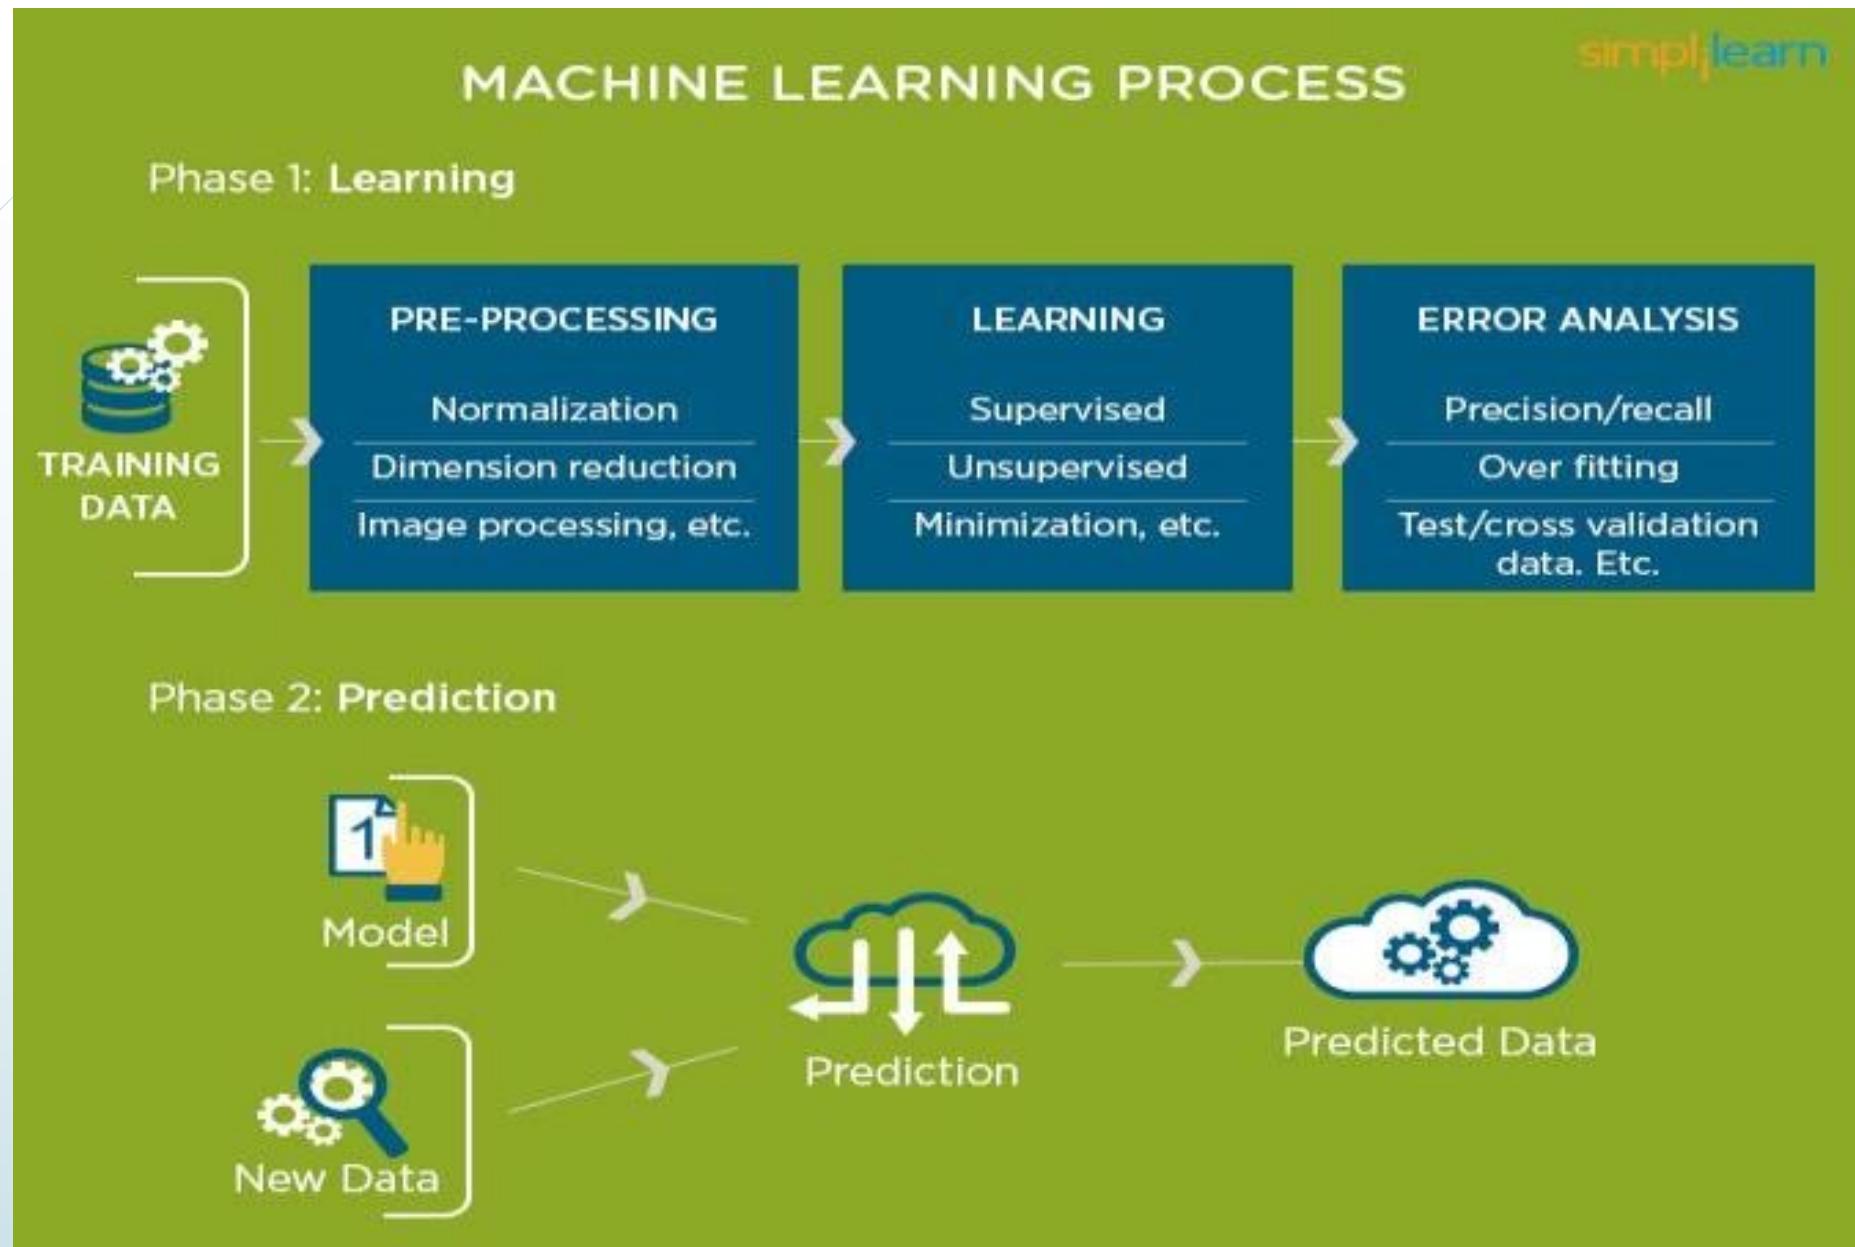 simplilearn
MACHINE LEARNING PROCESS
Phase 1: Learning
TRAINING
DATA
PRE-PROCESSING
Normalization
Dimension reduction
Image processing, etc.
LEARNING
Supervised
Unsupervised
Minimization, etc.
ERROR ANALYSIS
Precision/recall
Over fitting
Test/cross validation
data. Etc.
Phase 2: Prediction
1
Model
New Data
Prediction
Predicted Data